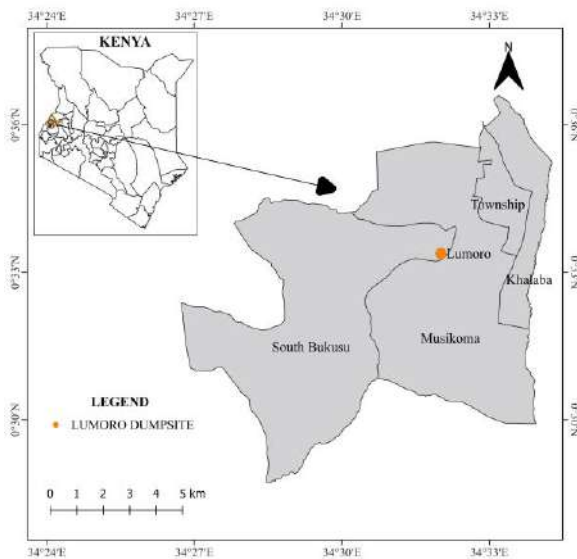 34°24'E 34°27'E 34°30'E 34°33'E
KENYA
N
0°36'N 0°36'N
Township
Lumoro
0°33'N 0°33'N
Khalaba
South Bukusu Musikoma
LEGEND
LUMORO DUMPSITE
0°30'N 0°30'N
0 1 2 3 4 5 km
34°24'E 34°27'E 34°30'E 34°33'E